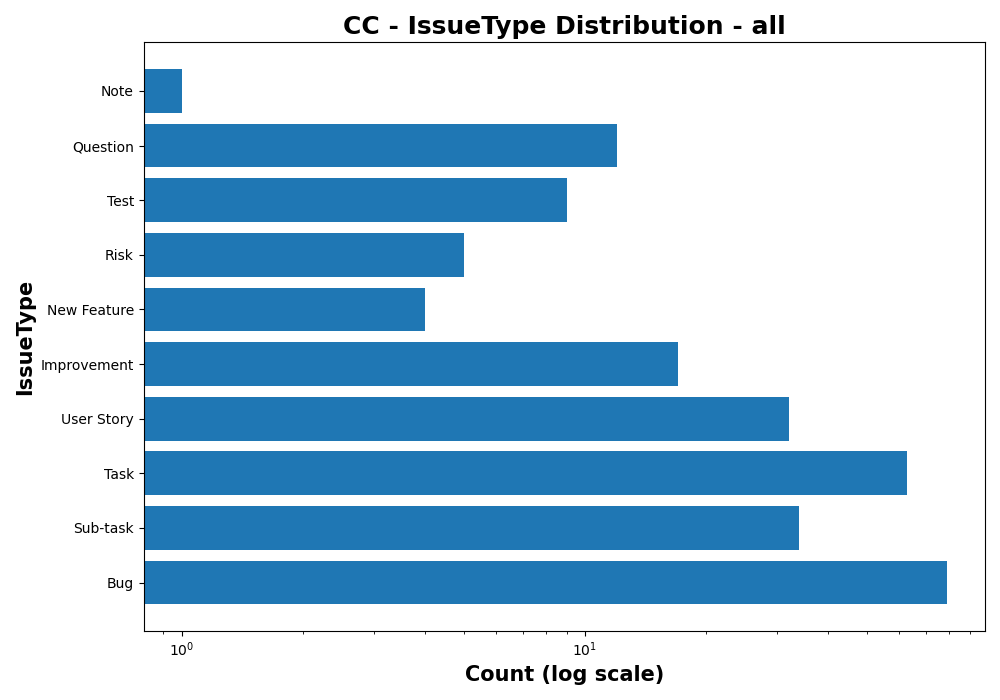 CC - IssueType Distribution - all
IssueType
Note
Question
Test
Risk
New Feature
Improvement
User Story
Task
Sub-task
Bug
10⁰ 10¹
Count (log scale)